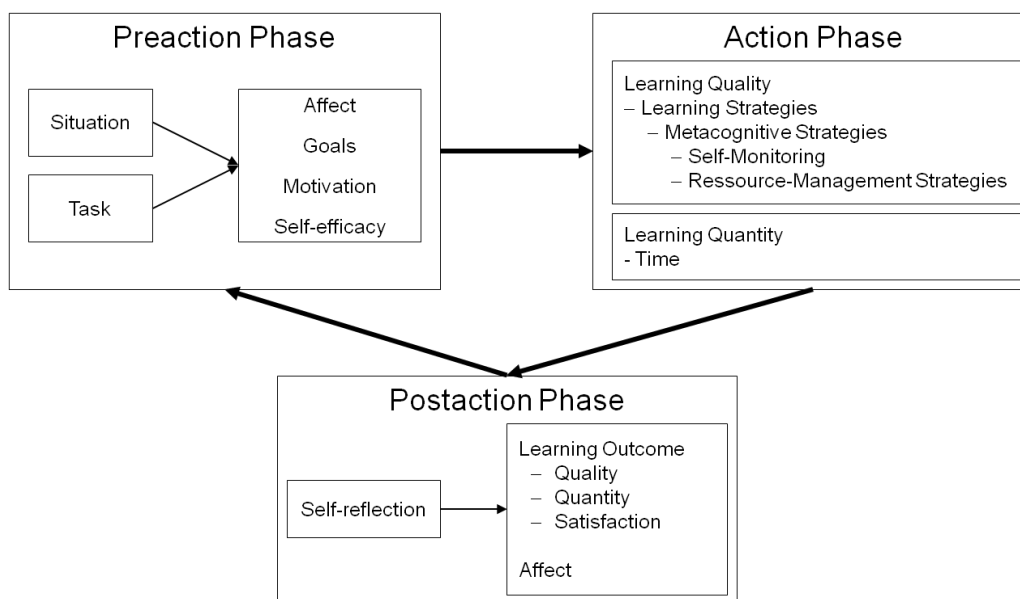 Preaction Phase
Situation
Task
Affect
Goals
Motivation
Self-efficacy
Action Phase
Learning Quality
– Learning Strategies
– Metacognitive Strategies
– Self-Monitoring
– Ressource-Management Strategies
Learning Quantity
- Time
Postaction Phase
Self-reflection
Learning Outcome
– Quality
– Quantity
– Satisfaction
Affect